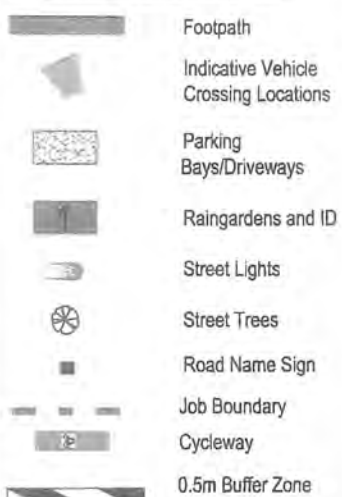 Footpath
Indicative Vehicle
Crossing Locations
Parking
Bays/Driveways
Raingardens and ID
Street Lights
Street Trees
Road Name Sign
Job Boundary
Cycleway
0.5m Buffer Zone